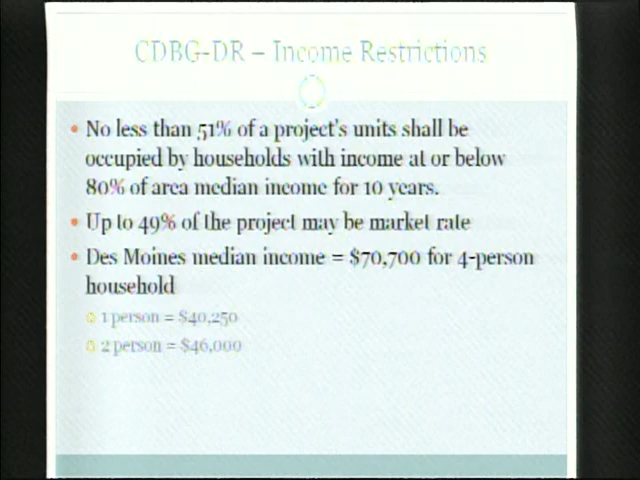 CDBG-DR – Income Restrictions
• No less than 51% of a project's units shall be
occupied by households with income at or below
80% of area median income for 10 years.
• Up to 49% of the project may be market rate
• Des Moines median income = $70,700 for 4-person
household
1 person = $40,250
2 person = $46,000